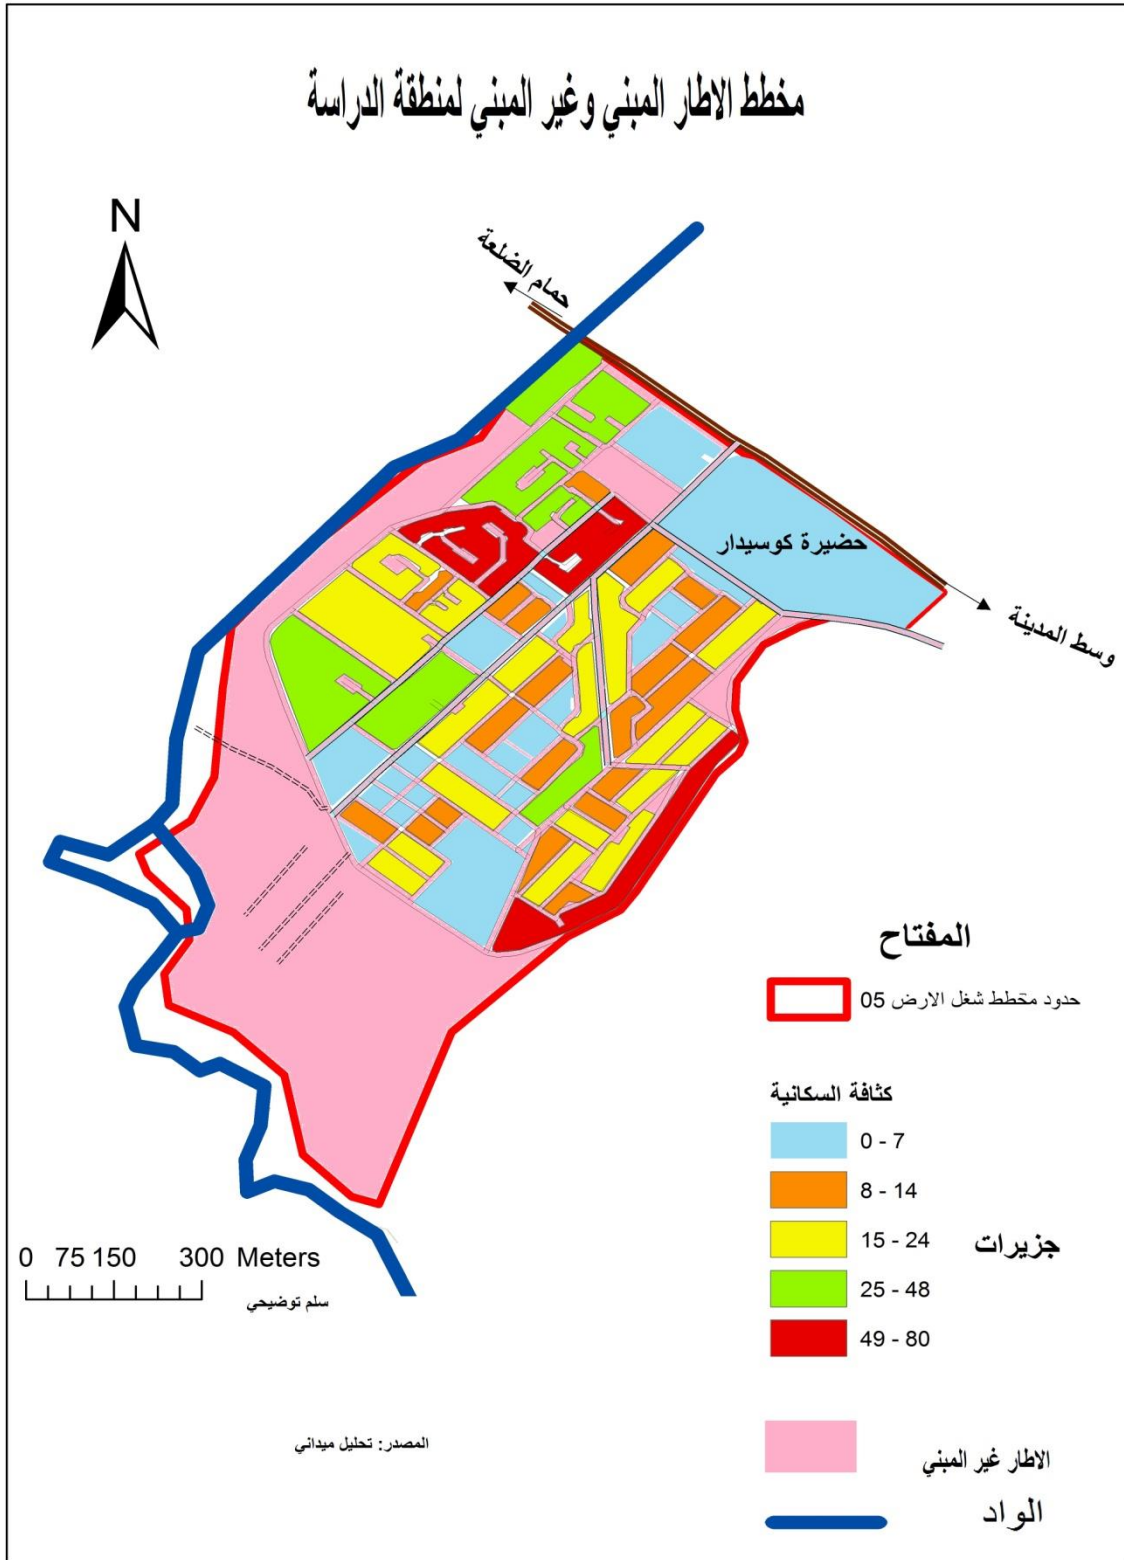 مخطط الاطار المبني وغير المبني لمنطقة الدراسة
N
حمام الضلعة
حضيرة كوسيدار
وسط المدينة
المفتاح
حدود مخطط شغل الارض 05
كثافة السكانية
0 - 7
8 - 14
15 - 24
جزيرات
25 - 48
49 - 80
0 75 150 300 Meters
سلم توضيحي
المصدر: تحليل ميداني
الاطار غير المبني
الواد